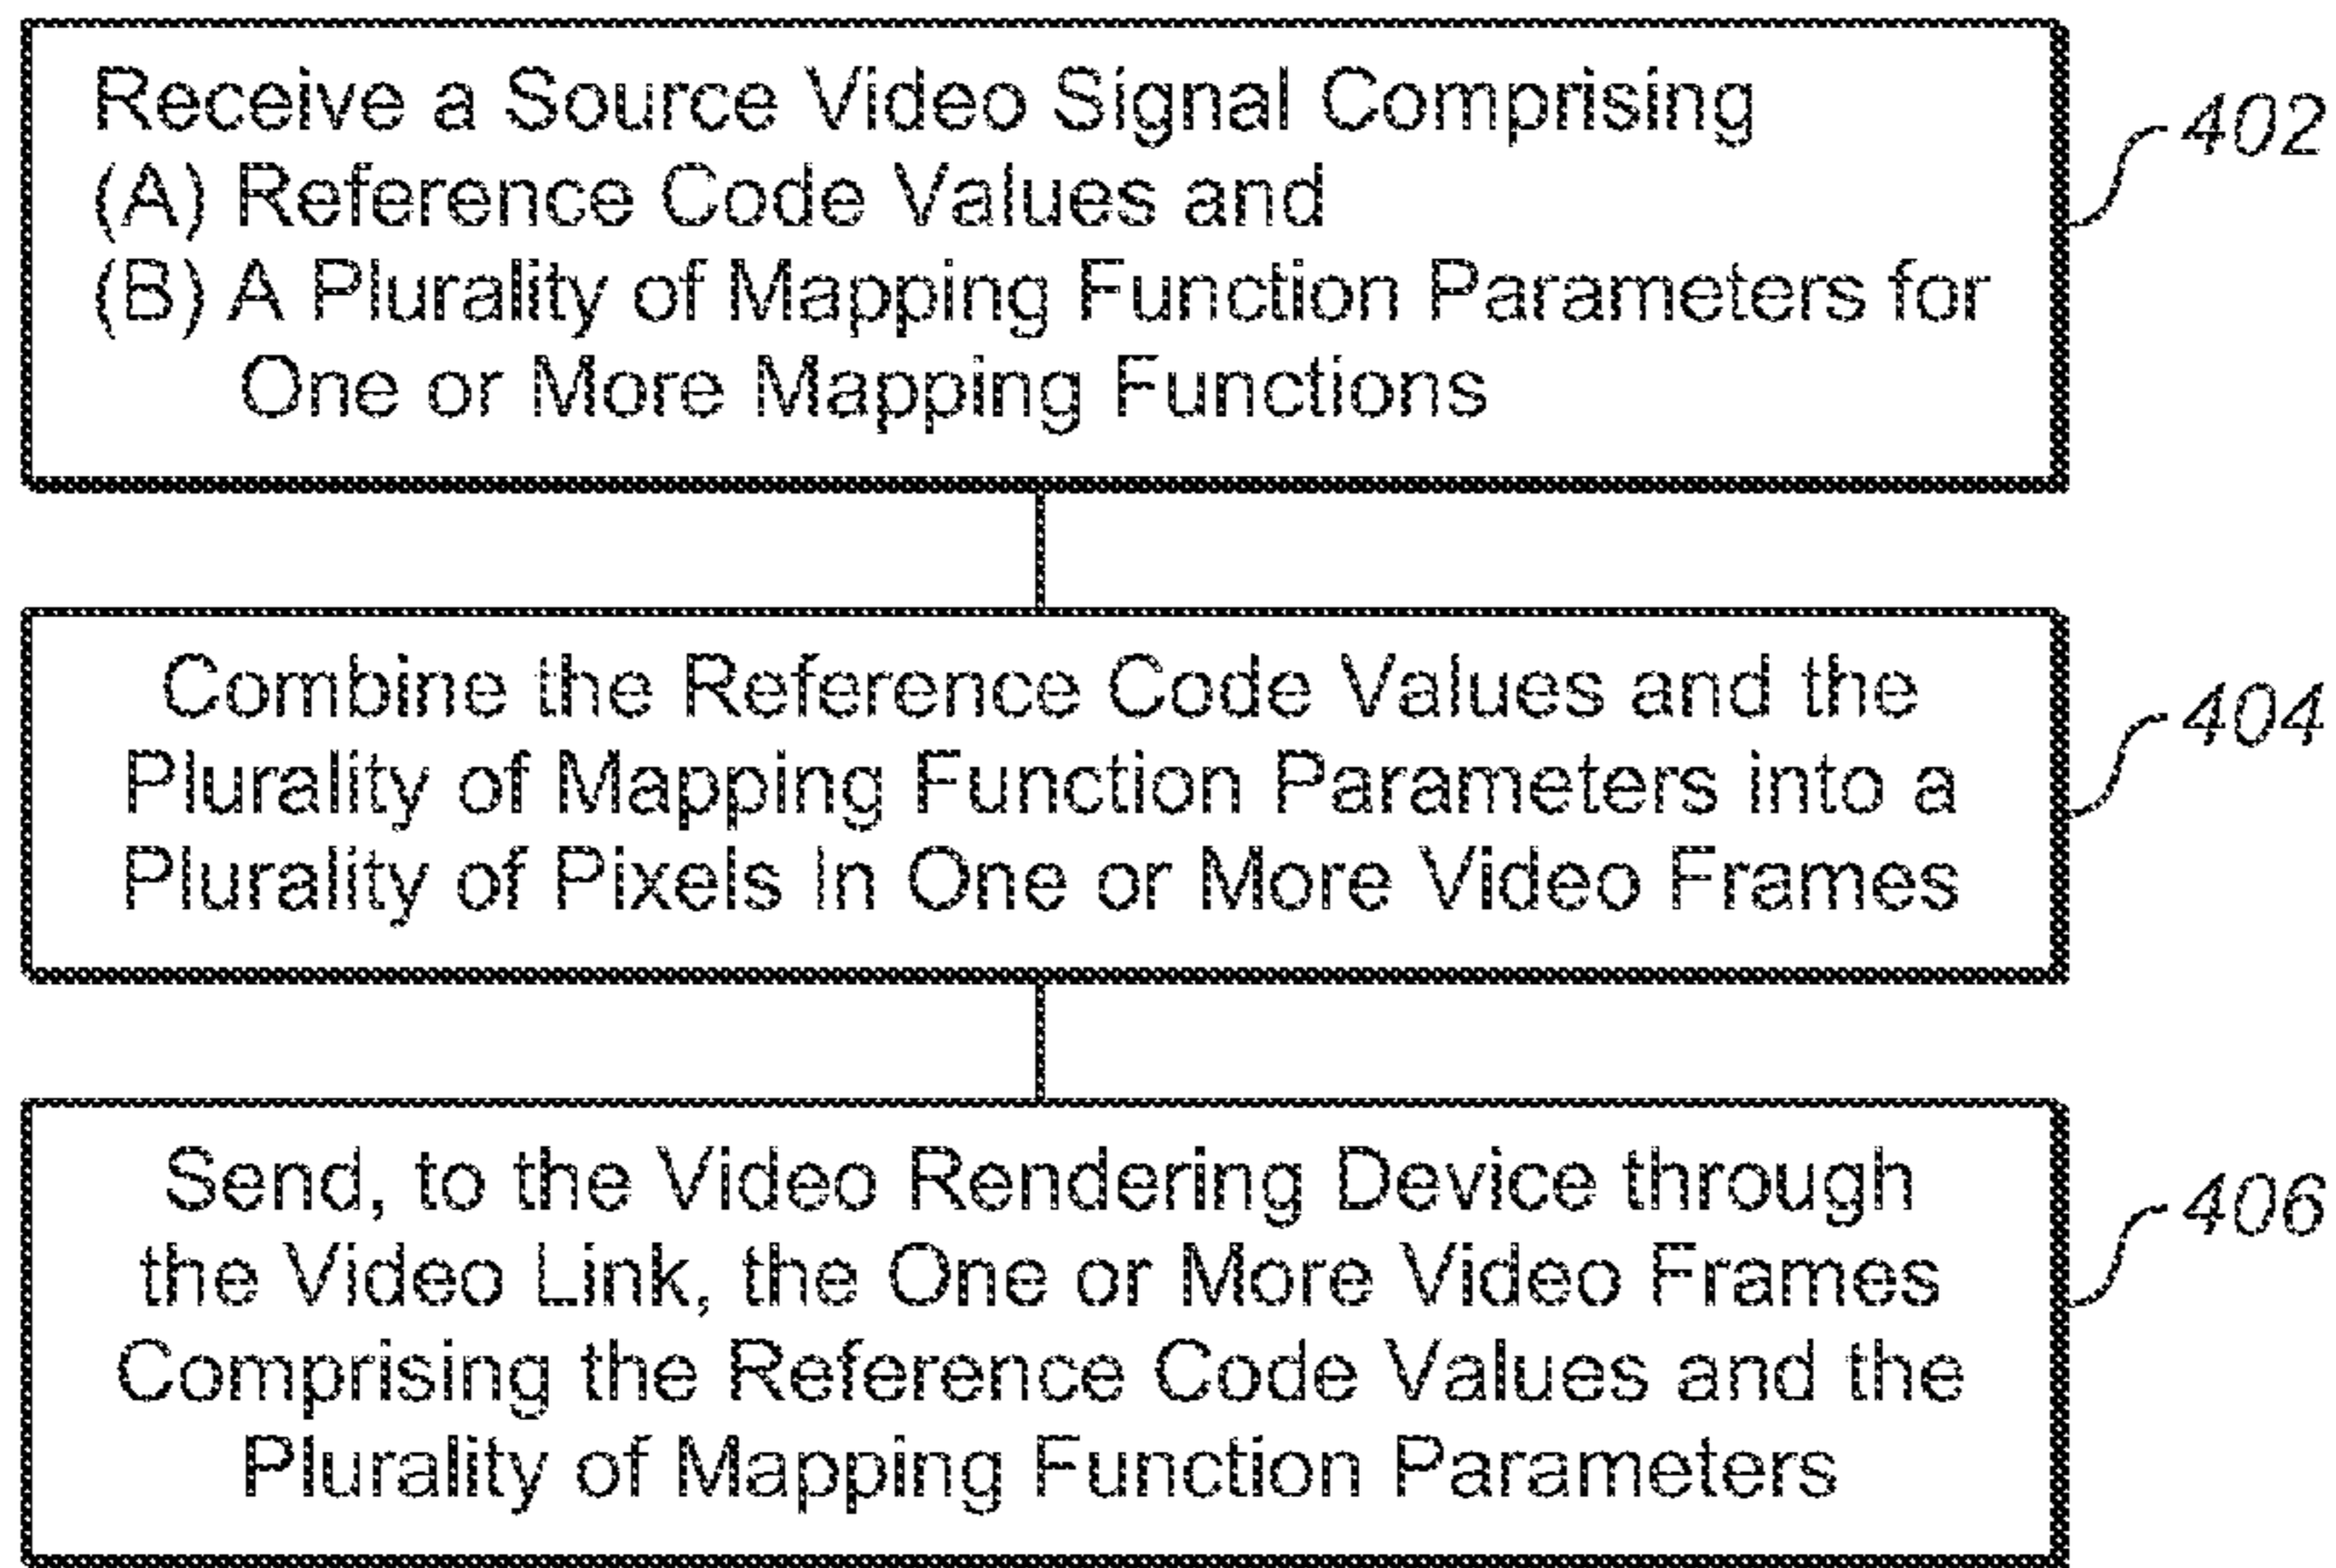 Receive a Source Video Signal Comprising
(A) Reference Code Values and
(B) A Plurality of Mapping Function Parameters for
One or More Mapping Functions
402
Combine the Reference Code Values and the
Plurality of Mapping Function Parameters into a
Plurality of Pixels In One or More Video Frames
404
Send, to the Video Rendering Device through
the Video Link, the One or More Video Frames
Comprising the Reference Code Values and the
Plurality of Mapping Function Parameters
406